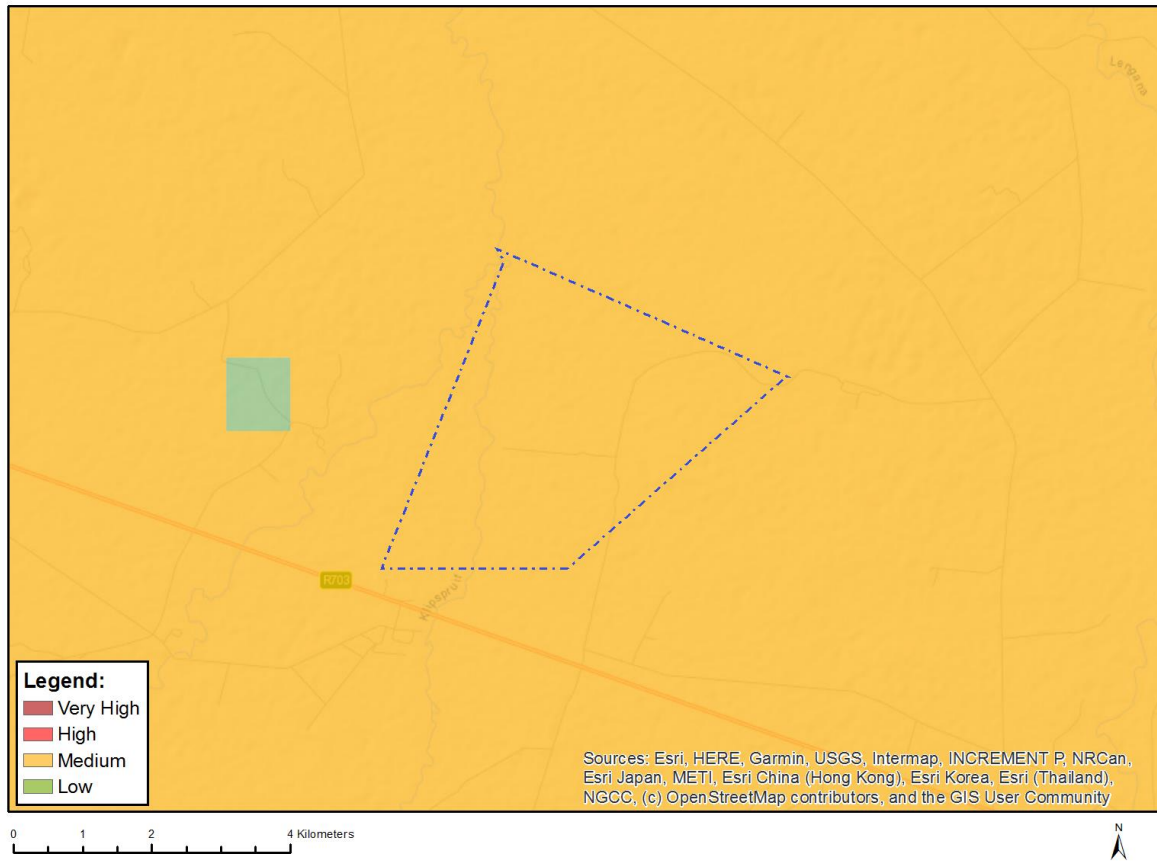 Lengana
R703
Klipspruit
Legend:
Very High
High
Medium
Low
Sources: Esri, HERE, Garmin, USGS, Intermap, INCREMENT P, NRCan,
Esri Japan, METI, Esri China (Hong Kong), Esri Korea, Esri (Thailand),
NGCC, (c) OpenStreetMap contributors, and the GIS User Community
0 1 2 4 Kilometers
N